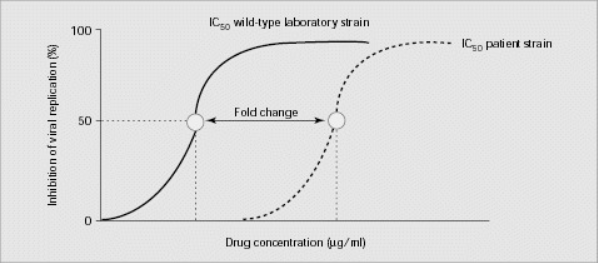 IC50 wild-type laboratory strain
100
IC50 patient strain
Inhibition of viral replication (%)
Fold change
50
0
Drug concentration (µg/ml)